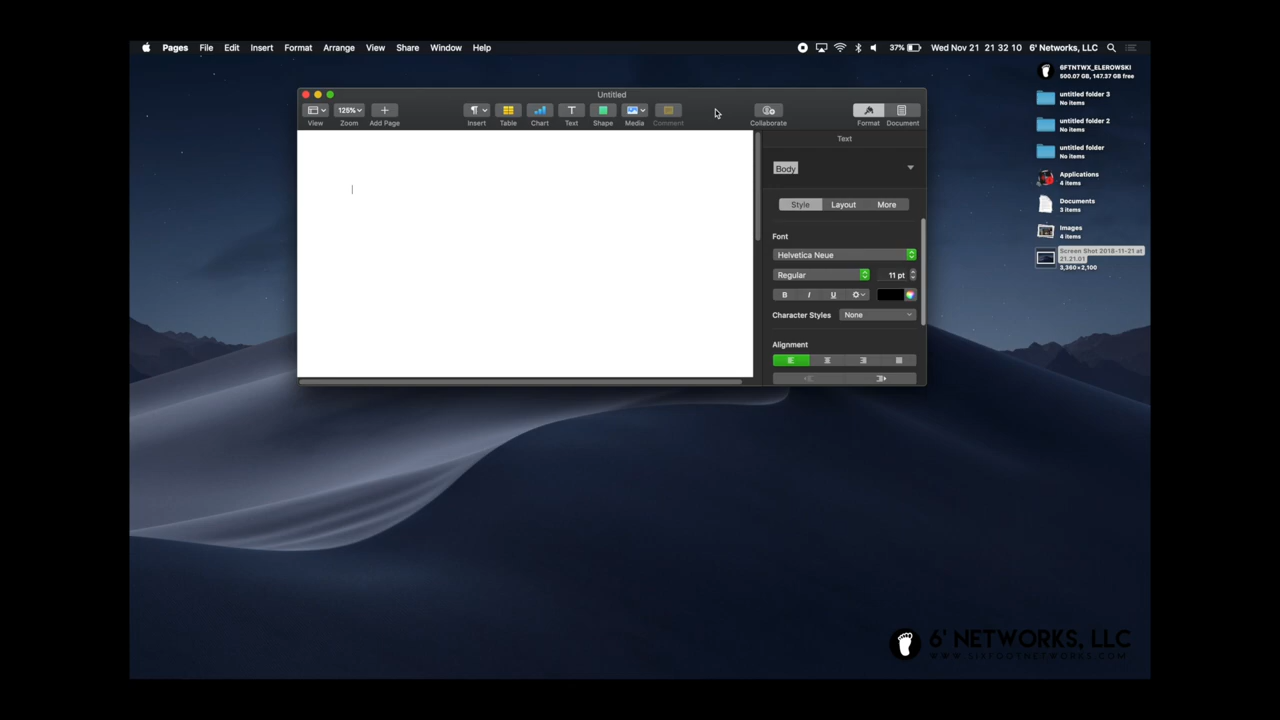 Pages File Edit Insert Format Arrange View Share Window Help 37% Wed Nov 21 21 32 10 6' Networks, LLC
6FTNTWX_ELEROWSKI
500.07 GB, 147.37 GB free
untitled folder 3
No items
untitled folder 2
No items
untitled folder
No items
Applications
4 items
Documents
3 items
Images
4 items
Screen Shot 2018-11-21 at
21.21.01
3,360×2,100
Untitled
125%
View Zoom Add Page Insert Table Chart Text Shape Media Comment Collaborate Format Document
Text
Body
Style Layout More
Font
Helvetica Neue
Regular 11 pt
B I U
Character Styles None
Alignment
6' NETWORKS, LLC
WWW.SIXFOOTNETWORKS.COM